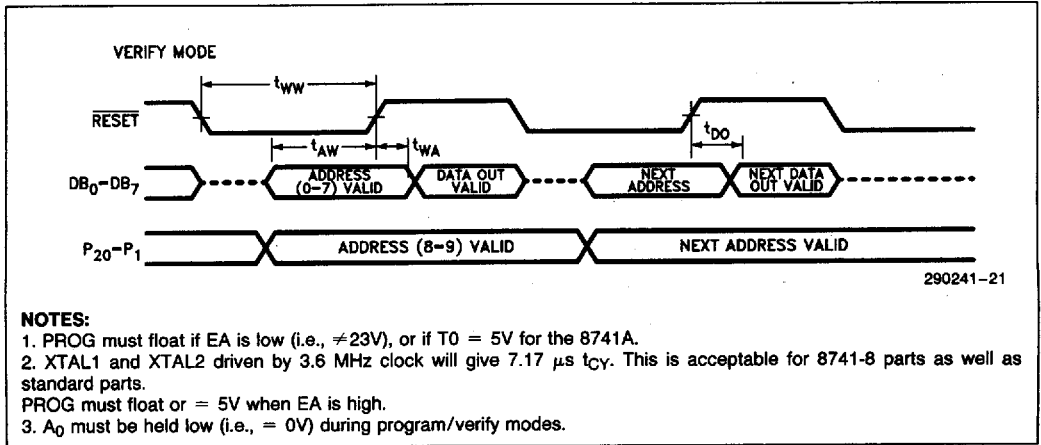 VERIFY MODE
tWW
RESET
tAW
tWA
tDO
DB0–DB7
ADDRESS
(0–7) VALID
DATA OUT
VALID
NEXT
ADDRESS
NEXT DATA
OUT VALID
P20–P1
ADDRESS (8–9) VALID
NEXT ADDRESS VALID
290241–21
NOTES:
1. PROG must float if EA is low (i.e., ≠23V), or if T0 = 5V for the 8741A.
2. XTAL1 and XTAL2 driven by 3.6 MHz clock will give 7.17 μs tCY. This is acceptable for 8741-8 parts as well as
standard parts.
PROG must float or = 5V when EA is high.
3. A0 must be held low (i.e., = 0V) during program/verify modes.